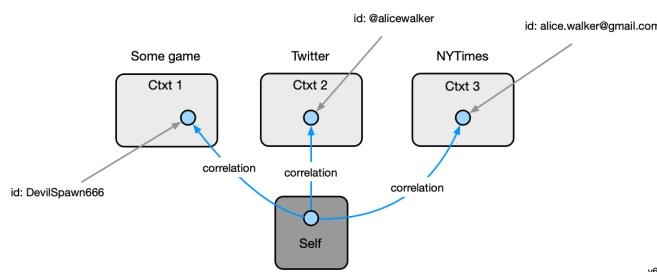 id: @alicewalker
id: alice.walker@gmail.com
Some game
Twitter
NYTimes
Ctxt 1
Ctxt 2
Ctxt 3
correlation
correlation
correlation
id: DevilSpawn666
Self
v6